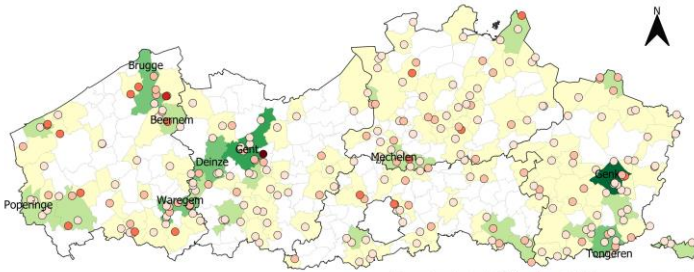 N
Brugge
Beernem
Gent
Deinze
Mechelen
Genk
Poperinge
Waregem
Tongeren